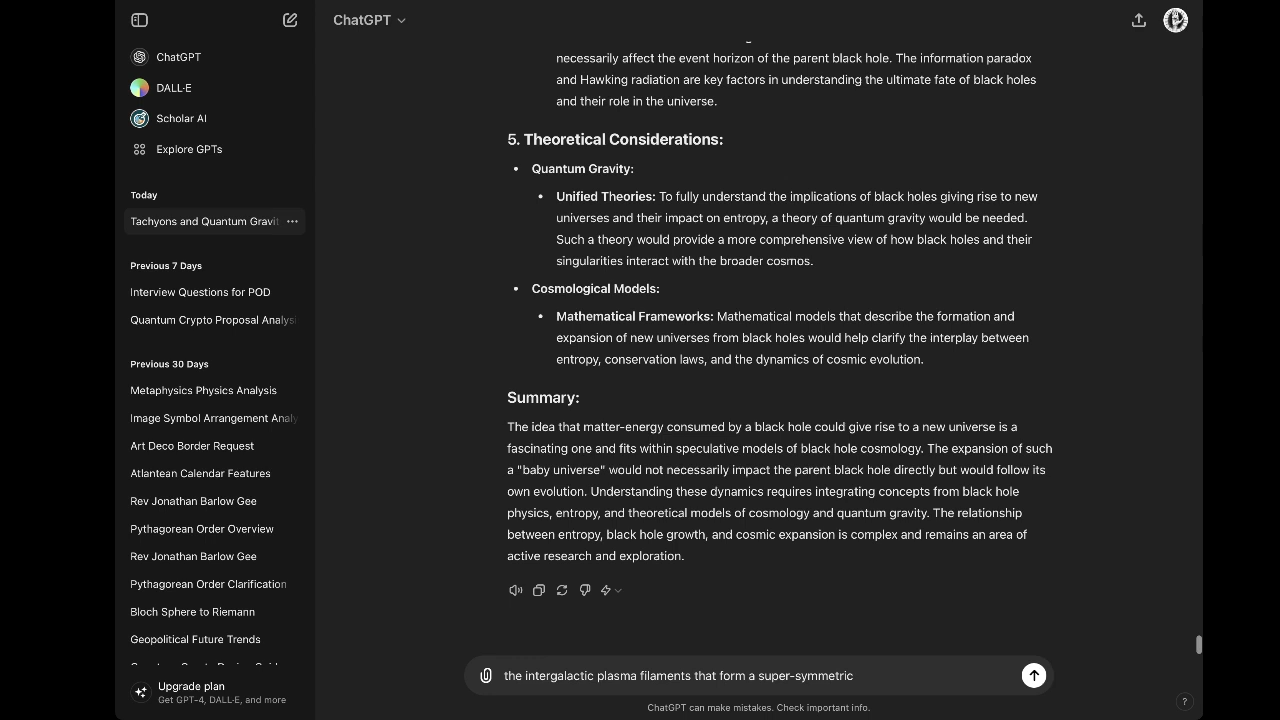 ChatGPT
DALL·E
Scholar AI
Explore GPTs
Today
Tachyons and Quantum Gravit
Previous 7 Days
Interview Questions for POD
Quantum Crypto Proposal Analysi
Previous 30 Days
Metaphysics Physics Analysis
Image Symbol Arrangement Analy
Art Deco Border Request
Atlantean Calendar Features
Rev Jonathan Barlow Gee
Pythagorean Order Overview
Rev Jonathan Barlow Gee
Pythagorean Order Clarification
Bloch Sphere to Riemann
Geopolitical Future Trends
Upgrade plan
Get GPT-4, DALL·E, and more
ChatGPT
necessarily affect the event horizon of the parent black hole. The information paradox
and Hawking radiation are key factors in understanding the ultimate fate of black holes
and their role in the universe.
5. Theoretical Considerations:
• Quantum Gravity:
• Unified Theories: To fully understand the implications of black holes giving rise to new
universes and their impact on entropy, a theory of quantum gravity would be needed.
Such a theory would provide a more comprehensive view of how black holes and their
singularities interact with the broader cosmos.
• Cosmological Models:
• Mathematical Frameworks: Mathematical models that describe the formation and
expansion of new universes from black holes would help clarify the interplay between
entropy, conservation laws, and the dynamics of cosmic evolution.
Summary:
The idea that matter-energy consumed by a black hole could give rise to a new universe is a
fascinating one and fits within speculative models of black hole cosmology. The expansion of such
a "baby universe" would not necessarily impact the parent black hole directly but would follow its
own evolution. Understanding these dynamics requires integrating concepts from black hole
physics, entropy, and theoretical models of cosmology and quantum gravity. The relationship
between entropy, black hole growth, and cosmic expansion is complex and remains an area of
active research and exploration.
the intergalactic plasma filaments that form a super-symmetric
ChatGPT can make mistakes. Check important info.
?